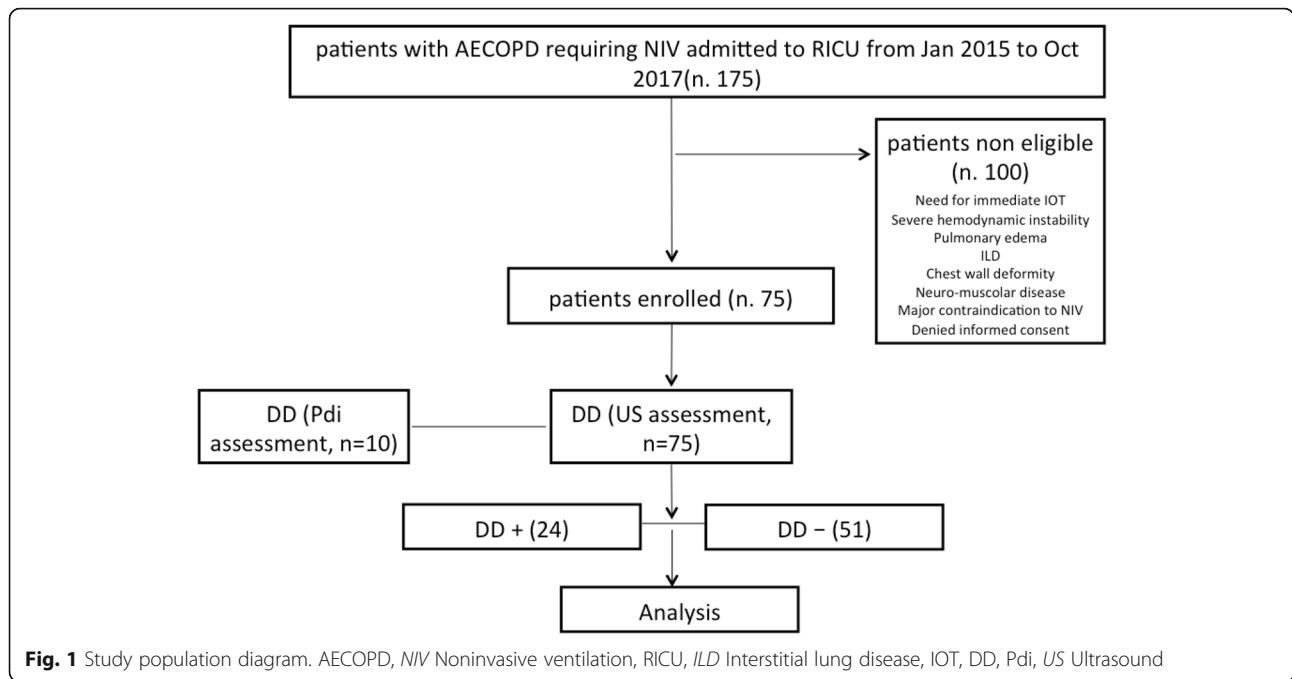 patients with AECOPD requiring NIV admitted to RICU from Jan 2015 to Oct
2017(n. 175)
patients non eligible
(n. 100)
Need for immediate IOT
Severe hemodynamic instability
Pulmonary edema
ILD
Chest wall deformity
Neuro-muscular disease
Major contraindication to NIV
Denied informed consent
patients enrolled (n. 75)
DD (Pdi
assessment, n=10)
DD (US assessment,
n=75)
DD + (24)
DD − (51)
Analysis
Fig. 1 Study population diagram. AECOPD, NIV Noninvasive ventilation, RICU, ILD Interstitial lung disease, IOT, DD, Pdi, US Ultrasound